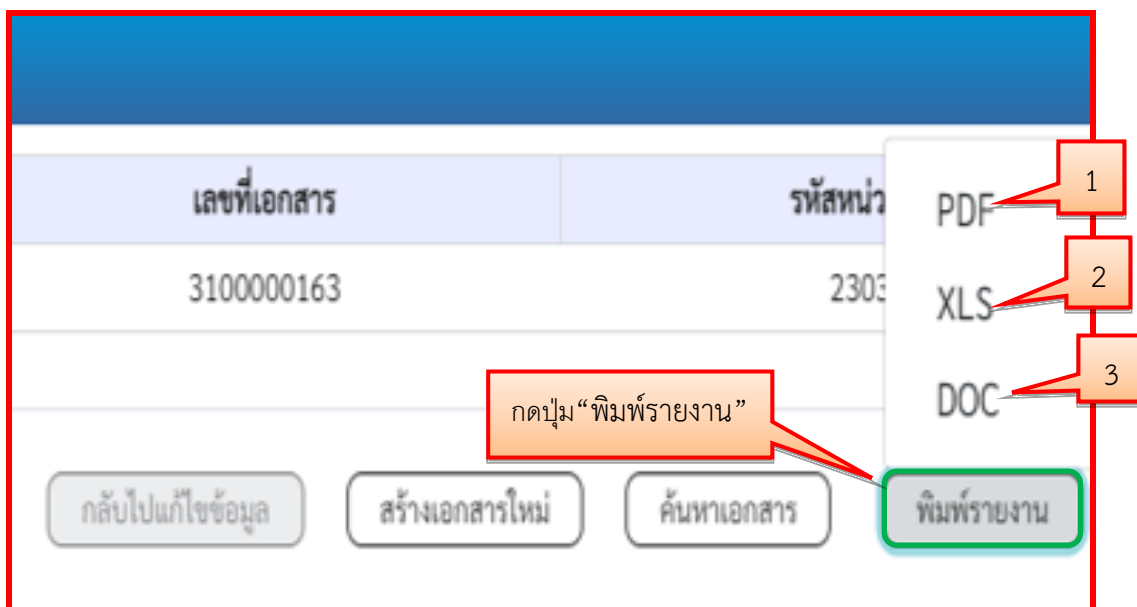 เลขที่เอกสาร
รหัสหน่ว
PDF
1
3100000163
2303
XLS
2
DOC
3
กดปุ่ม“พิมพ์รายงาน”
กลับไปแก้ไขข้อมูล
สร้างเอกสารใหม่
ค้นหาเอกสาร
พิมพ์รายงาน